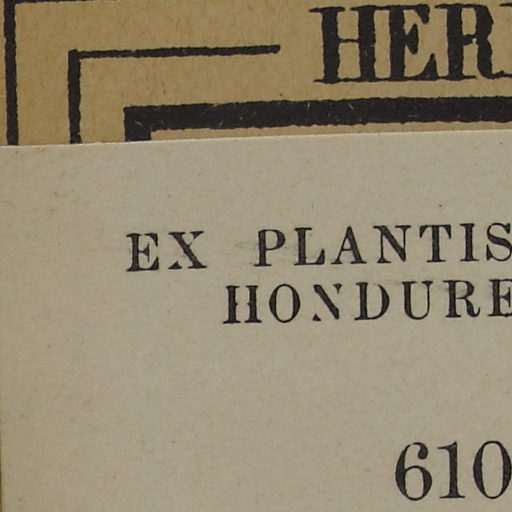 HER
EX PLANTIS
HONDURE
610